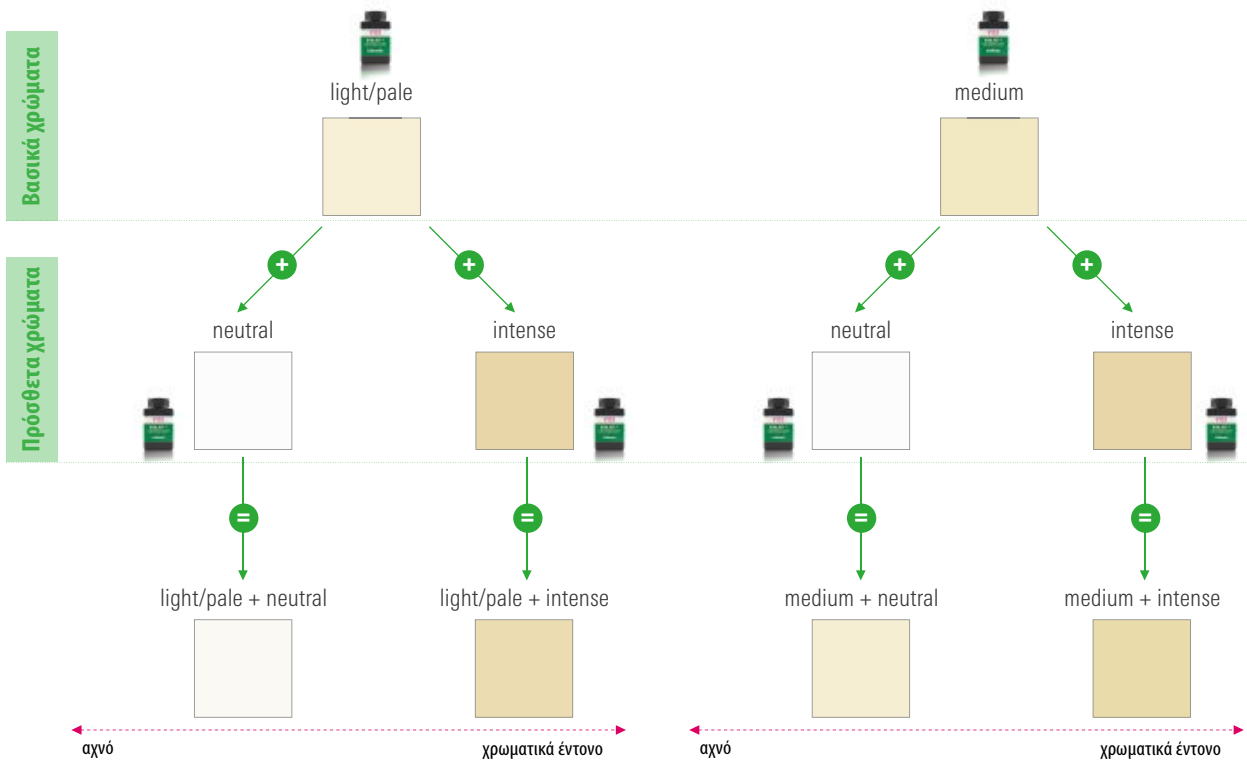 Βασικά χρώματα
light/pale
medium
+
+
+
+
Πρόσθετα χρώματα
neutral
intense
neutral
intense
=
=
=
=
light/pale + neutral
light/pale + intense
medium + neutral
medium + intense
αχνό
χρωματικά έντονο
αχνό
χρωματικά έντονο